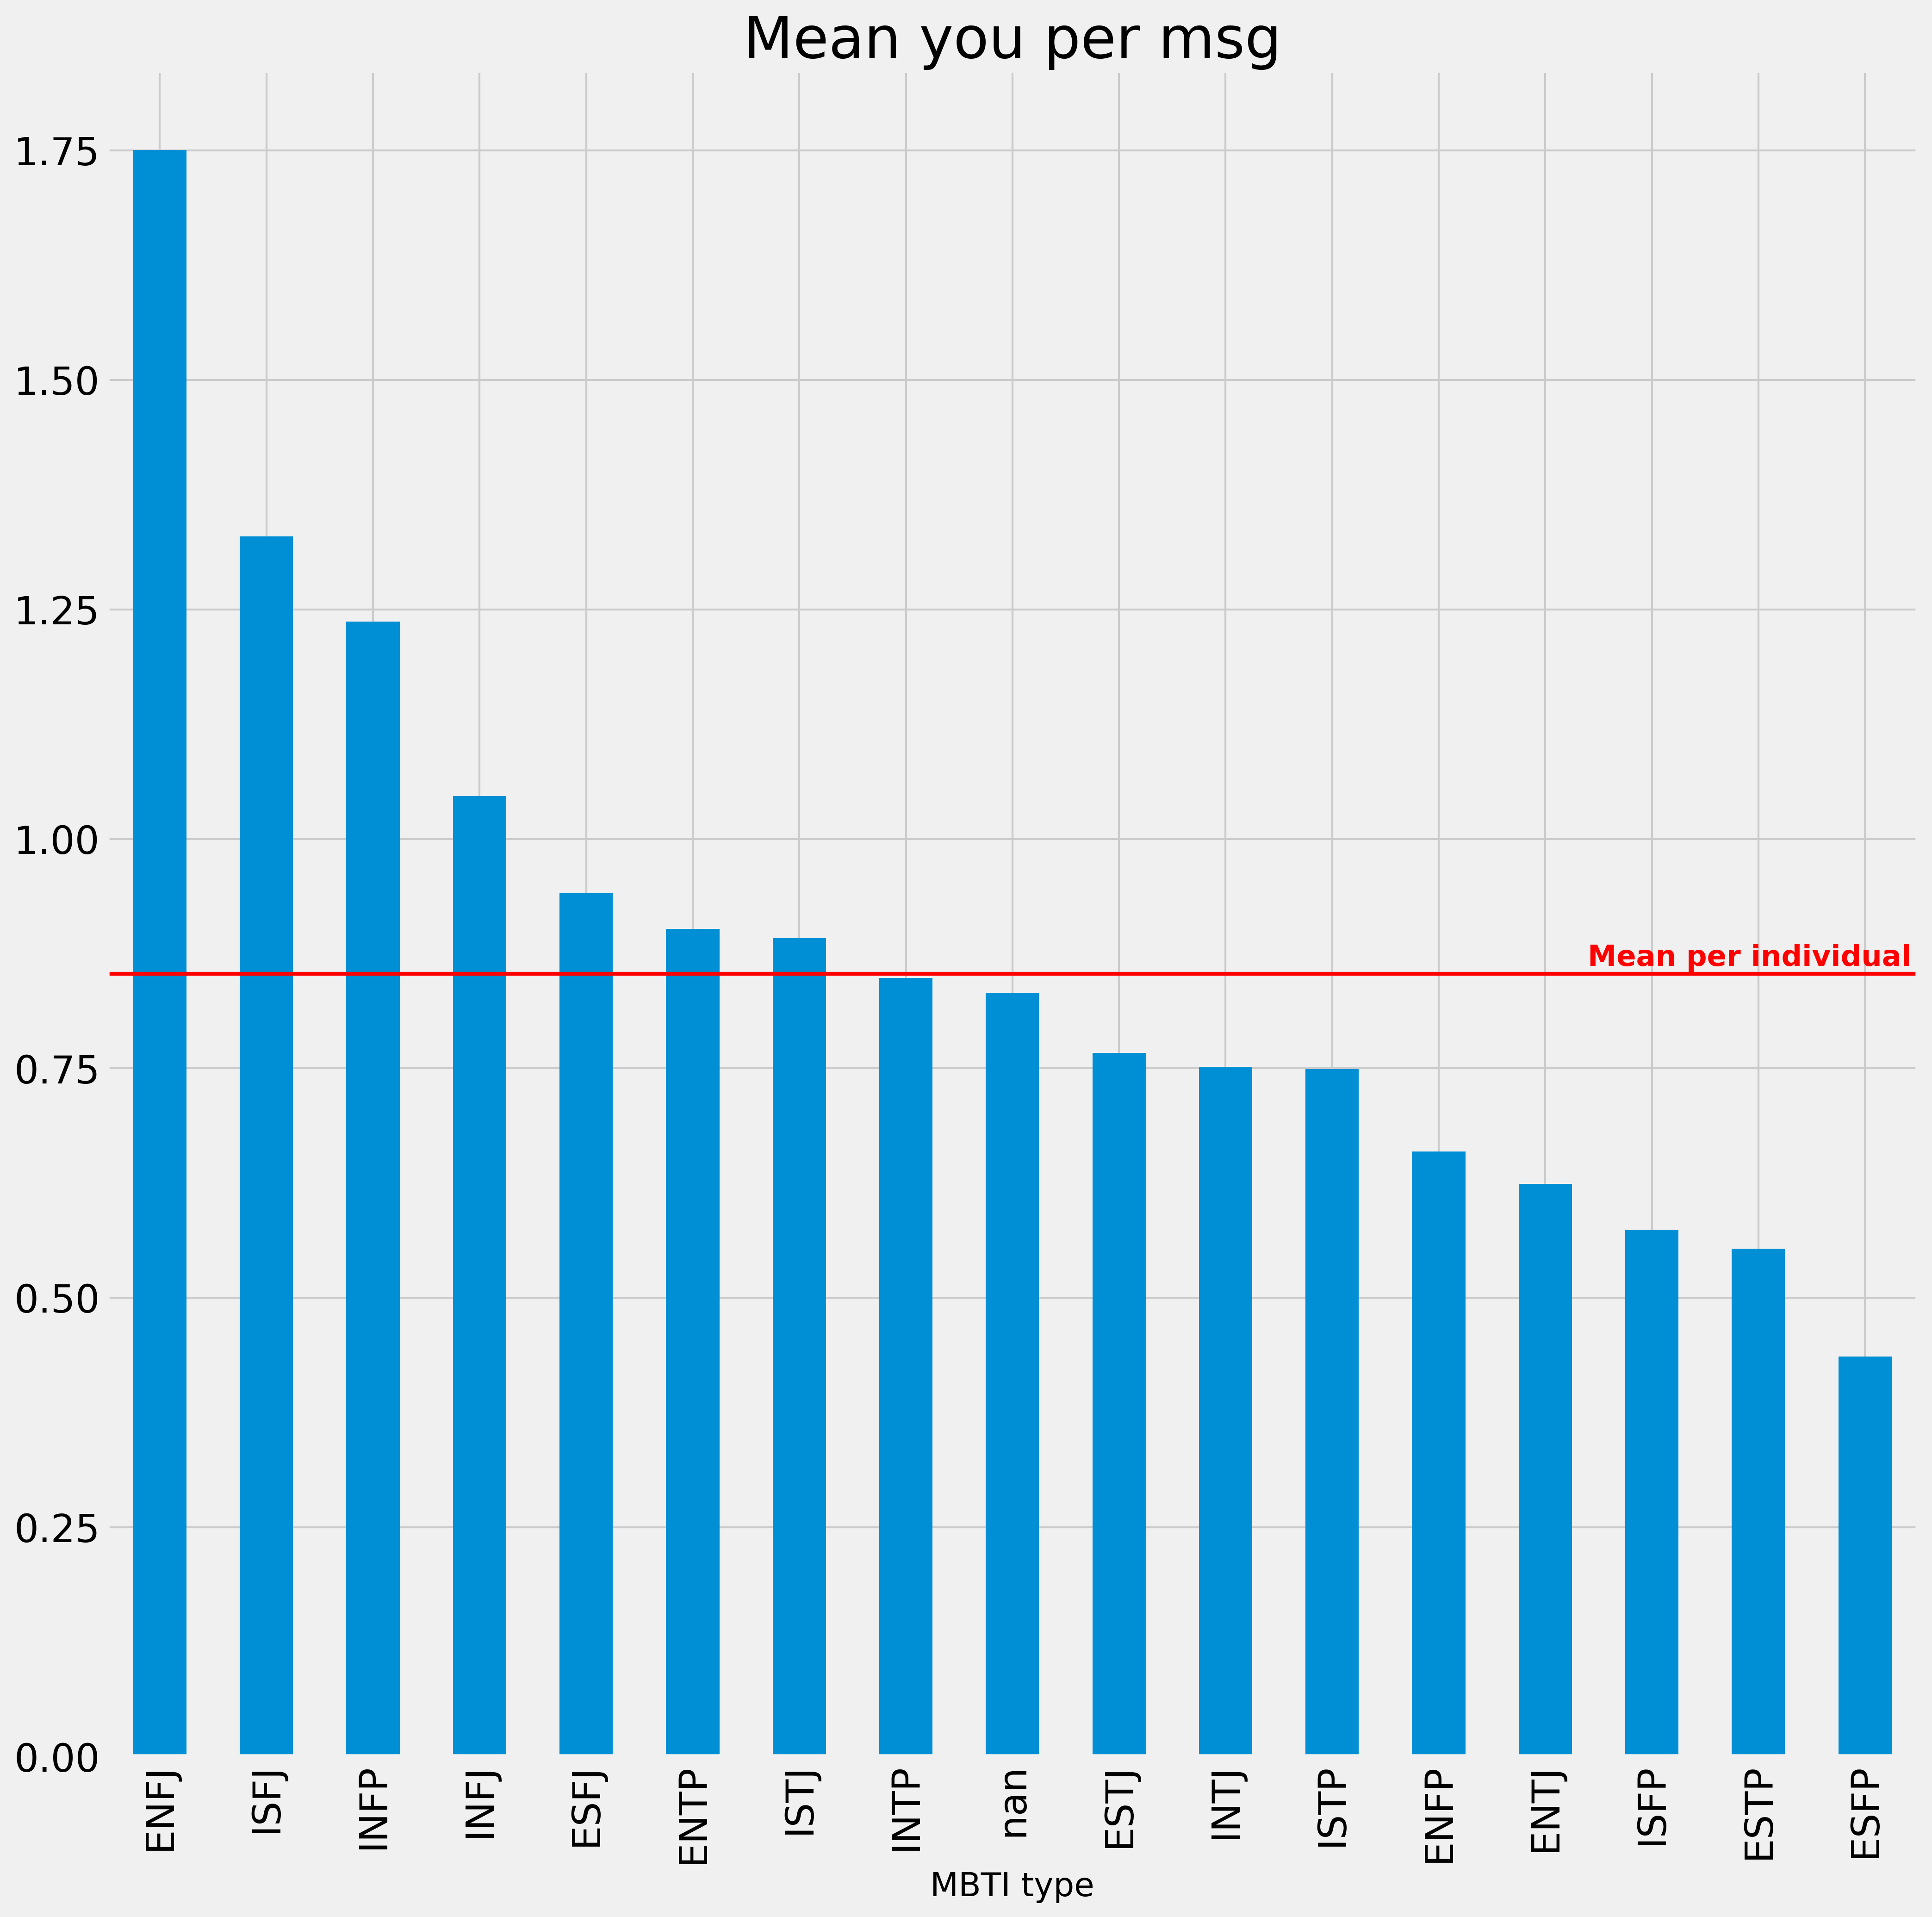 Mean you per msg
1.75
1.50
1.25
1.00
0.75
0.50
0.25
0.00
Mean per individual
ENFJ
ISFJ
INFP
INFJ
ESFJ
ENTP
ISTJ
INTP
nan
ESTJ
INTJ
ISTP
ENFP
ENTJ
ISFP
ESTP
ESFP
MBTI type